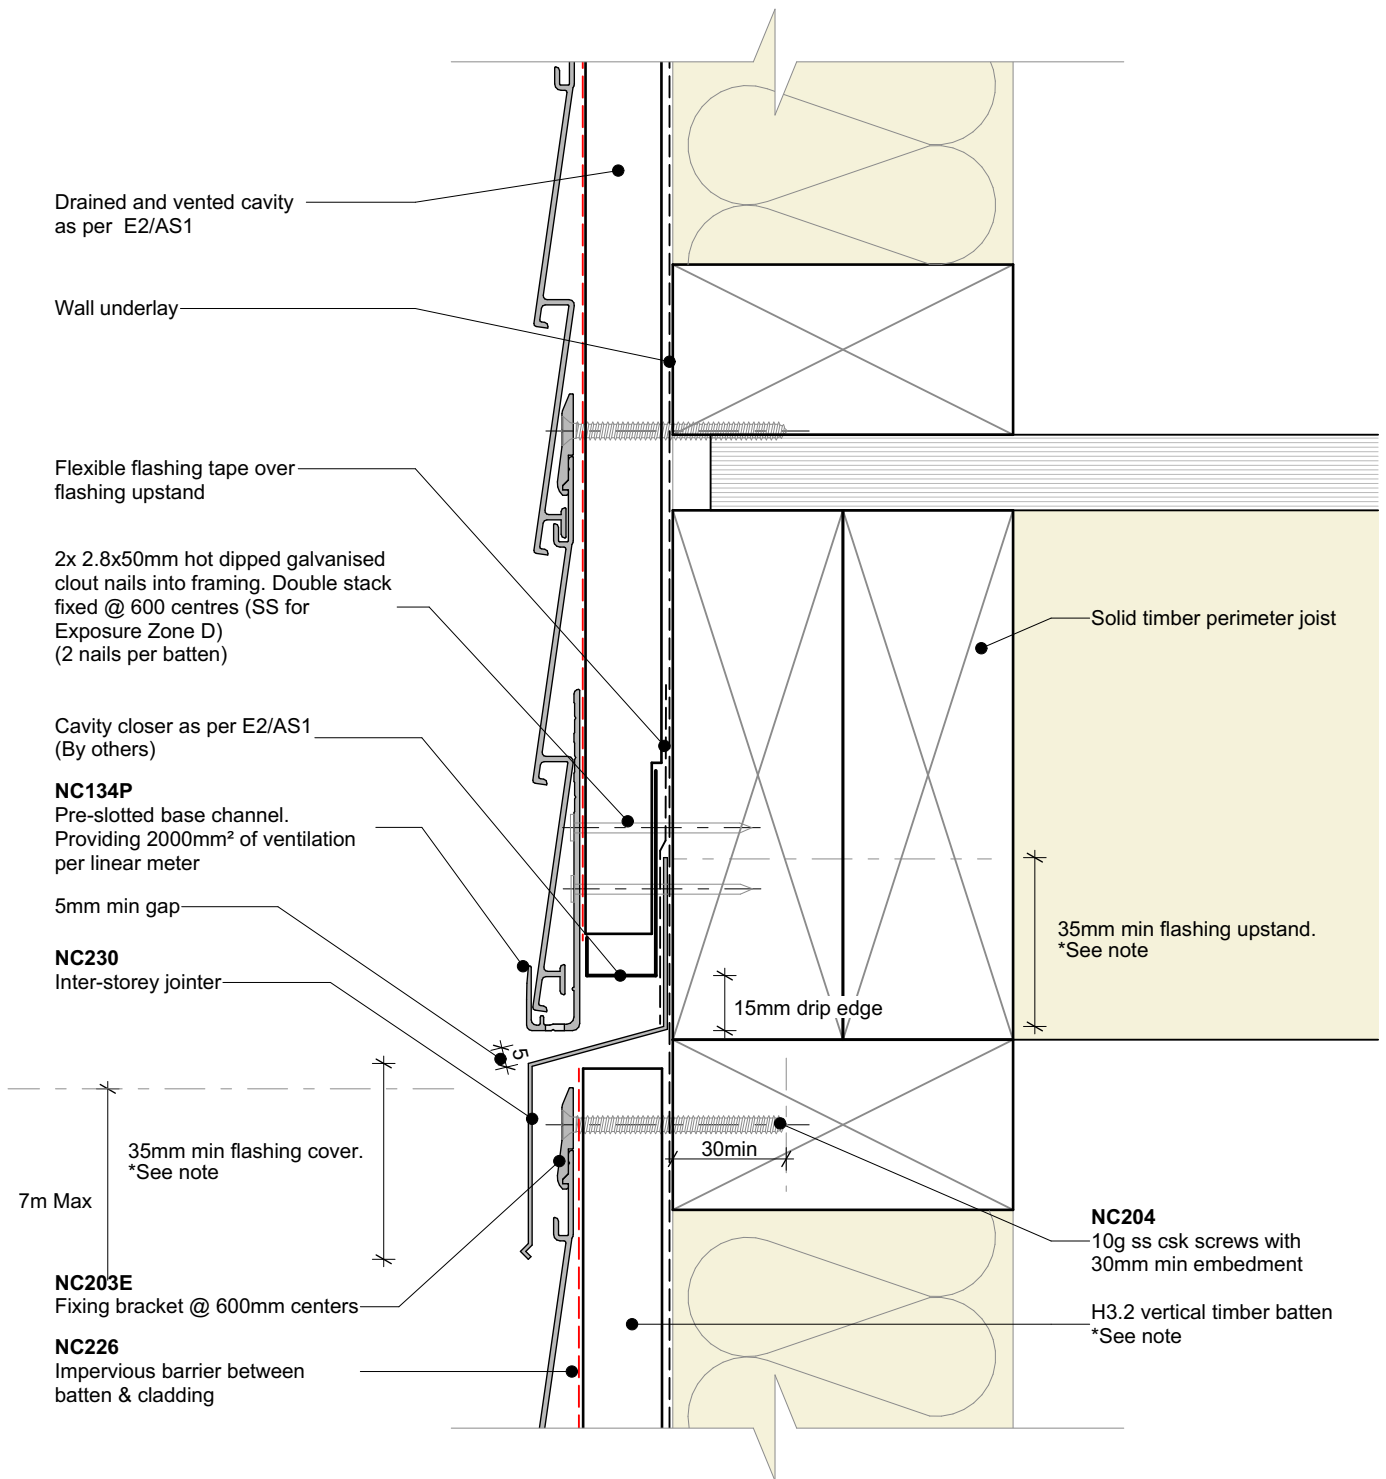 Drained and vented cavity
as per  E2/AS1
Wall underlay
Flexible flashing tape over
flashing upstand
2x 2.8x50mm hot dipped galvanised
clout nails into framing. Double stack
fixed @ 600 centres (SS for
Exposure Zone D)
(2 nails per batten)
Solid timber perimeter joist
Cavity closer as per E2/AS1
(By others)
NC134P
Pre-slotted base channel.
Providing 2000mm² of ventilation
per linear meter
5mm min gap
NC230
Inter-storey jointer
35mm min flashing upstand.
*See note
15mm drip edge
5
35mm min flashing cover.
*See note
7m Max
30min
NC204
10g ss csk screws with
30mm min embedment
NC203E
Fixing bracket @ 600mm centers
H3.2 vertical timber batten
*See note
NC226
Impervious barrier between
batten & cladding